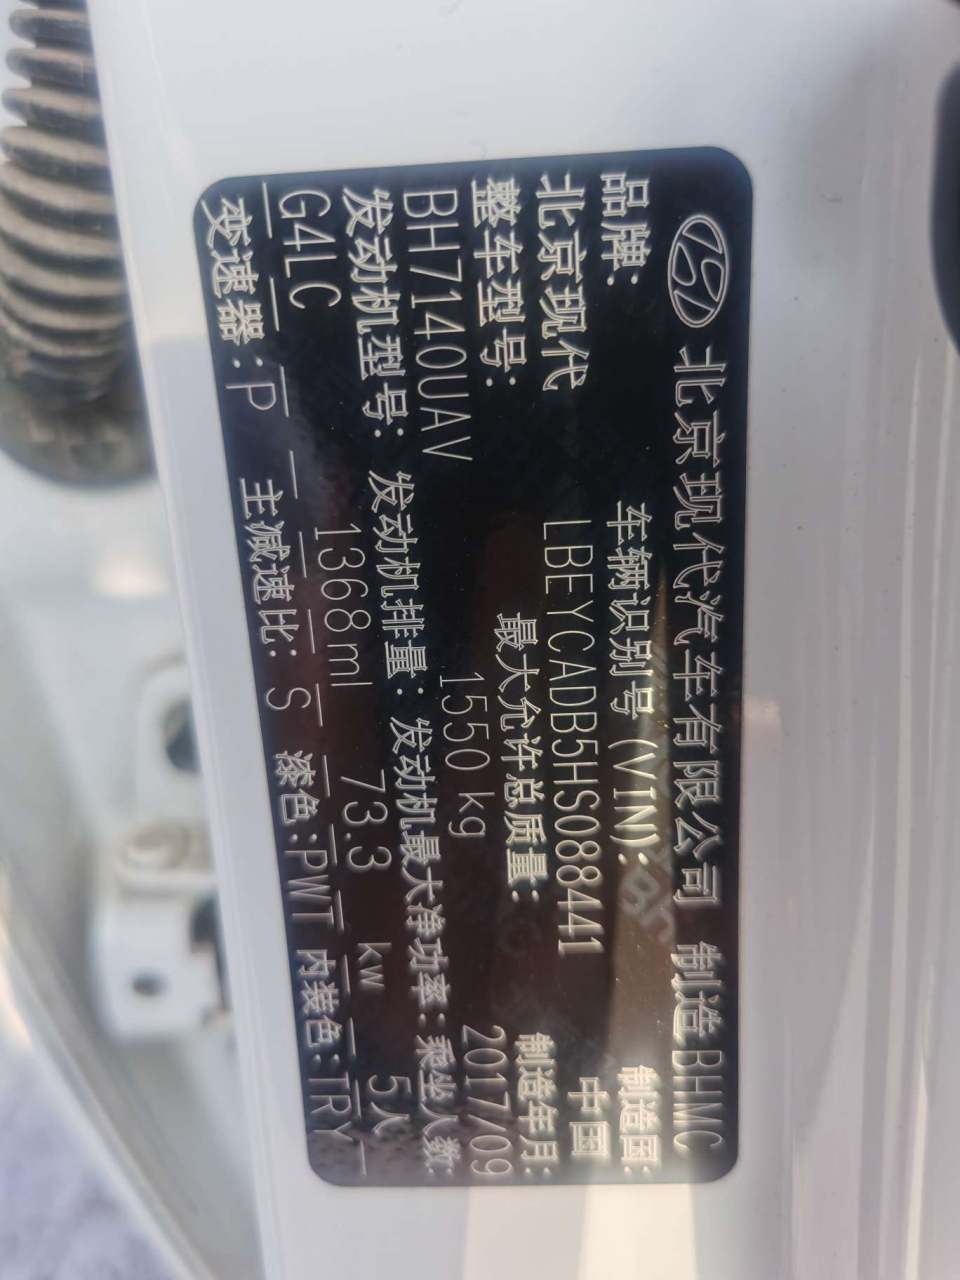 北京现代汽车有限公司 制造BHMC
品牌: 车辆识别号(VIN): 制造国:
北京现代 LBEYCADB5HS088441 中国
整车型号: 最大允许总质量: 制造年月:
BH7140UAV 1550 kg 2017/09
发动机型号: 发动机排量: 发动机最大净功率: 乘坐人数:
G4LC 1368ml 73.3 kw 5人
变速器:P 主减速比: S 漆色:PWT 内装色:TRY